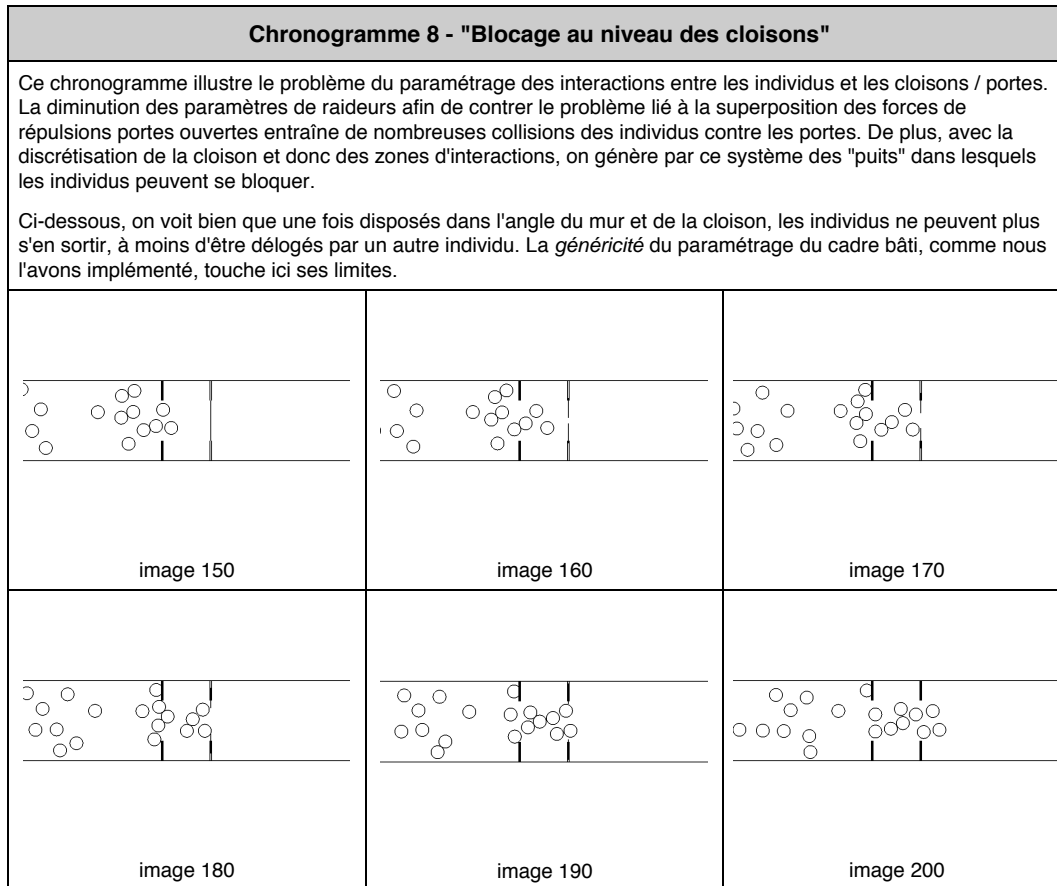 Chronogramme 8 - "Blocage au niveau des cloisons"
Ce chronogramme illustre le problème du paramétrage des interactions entre les individus et les cloisons / portes.
La diminution des paramètres de raideurs afin de contrer le problème lié à la superposition des forces de
répulsions portes ouvertes entraîne de nombreuses collisions des individus contre les portes. De plus, avec la
discrétisation de la cloison et donc des zones d'interactions, on génère par ce système des "puits" dans lesquels
les individus peuvent se bloquer.
Ci-dessous, on voit bien que une fois disposés dans l'angle du mur et de la cloison, les individus ne peuvent plus
s'en sortir, à moins d'être délogés par un autre individu. La généricité du paramétrage du cadre bâti, comme nous
l'avons implémenté, touche ici ses limites.
image 150
image 160
image 170
image 180
image 190
image 200